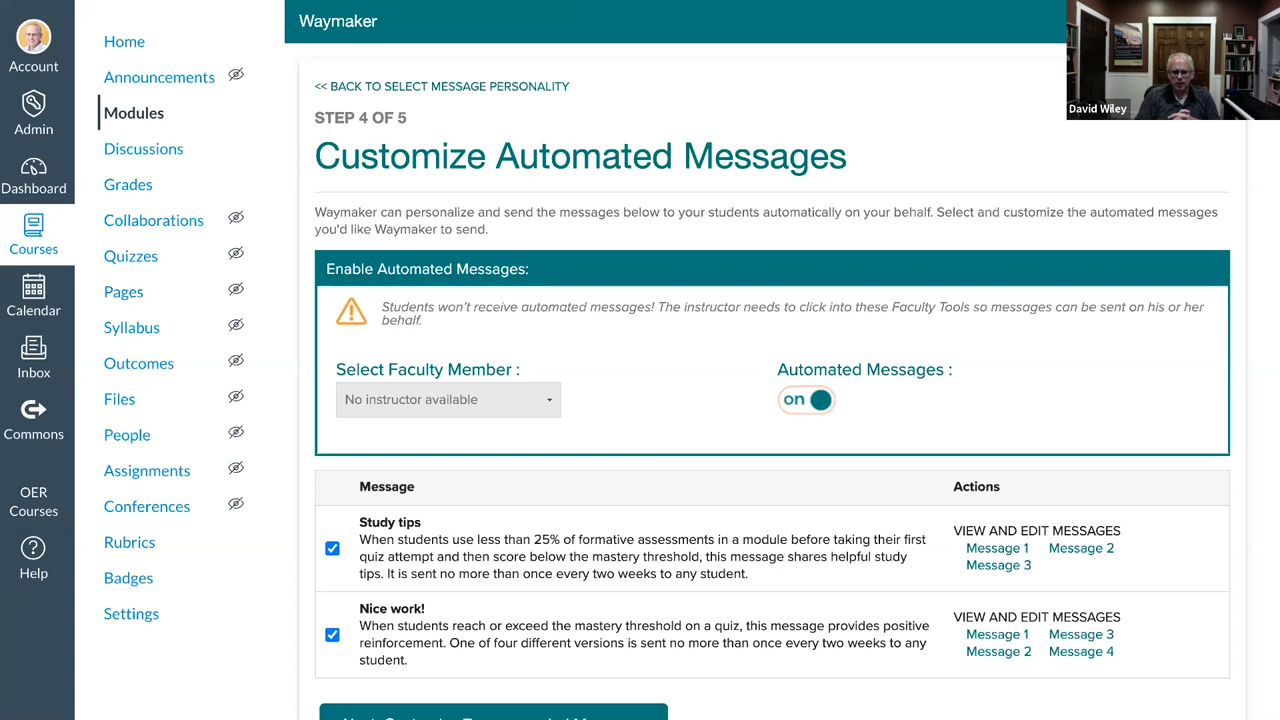 Account
Admin
Dashboard
Courses
Calendar
Inbox
Commons
OER
Courses
Help
Home
Announcements
Modules
Discussions
Grades
Collaborations
Quizzes
Pages
Syllabus
Outcomes
Files
People
Assignments
Conferences
Rubrics
Badges
Settings
Waymaker
David Wiley
<< BACK TO SELECT MESSAGE PERSONALITY
STEP 4 OF 5
Customize Automated Messages
Waymaker can personalize and send the messages below to your students automatically on your behalf. Select and customize the automated messages
you'd like Waymaker to send.
Enable Automated Messages:
Students won't receive automated messages! The instructor needs to click into these Faculty Tools so messages can be sent on his or her
behalf.
Select Faculty Member :
No instructor available
Automated Messages :
on
Message
Actions
Study tips
When students use less than 25% of formative assessments in a module before taking their first
quiz attempt and then score below the mastery threshold, this message shares helpful study
tips. It is sent no more than once every two weeks to any student.
VIEW AND EDIT MESSAGES
Message 1 Message 2
Message 3
Nice work!
When students reach or exceed the mastery threshold on a quiz, this message provides positive
reinforcement. One of four different versions is sent no more than once every two weeks to any
student.
VIEW AND EDIT MESSAGES
Message 1 Message 3
Message 2 Message 4